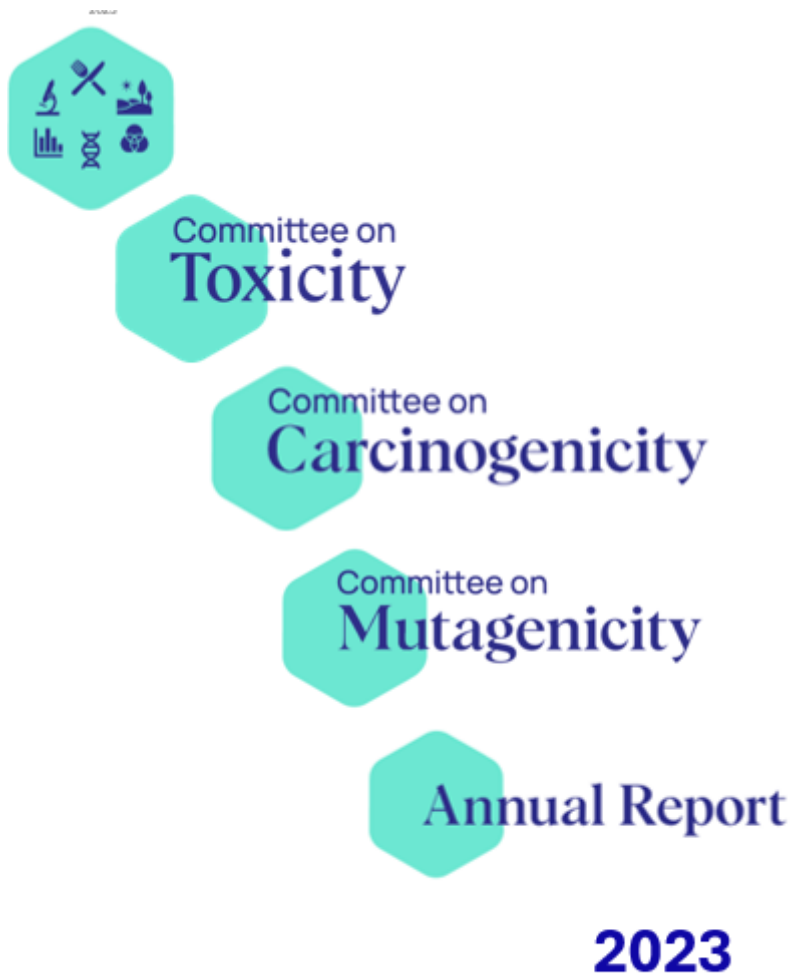 Committee on
Toxicity
Committee on
Carcinogenicity
Committee on
Mutagenicity
Annual Report
2023